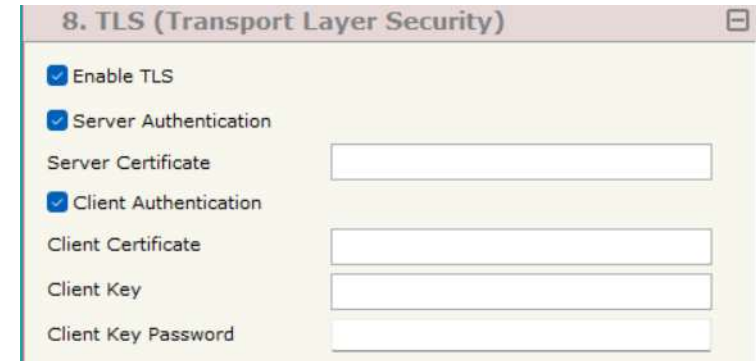 8. TLS (Transport Layer Security)
Enable TLS
Server Authentication
Server Certificate
Client Authentication
Client Certificate
Client Key
Client Key Password